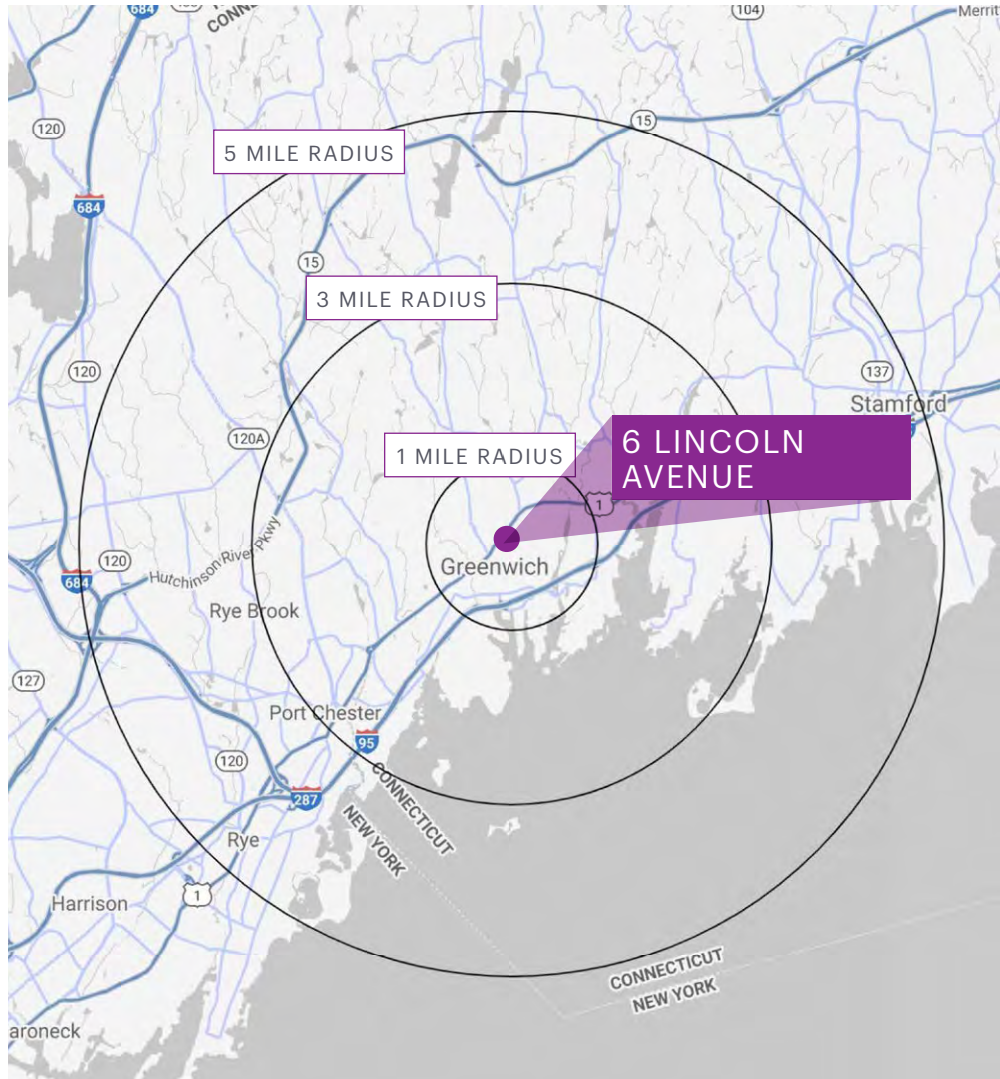 684
CONNE
104
Merrit
120
15
5 MILE RADIUS
684
15
3 MILE RADIUS
120
137
Stamford
120A
1 MILE RADIUS
6 LINCOLN
AVENUE
1
Greenwich
120
684
Hutchinson River Pkwy
Rye Brook
127
Port Chester
95
120
CONNECTICUT
NEW YORK
287
Rye
1
Harrison
CONNECTICUT
NEW YORK
aroneck